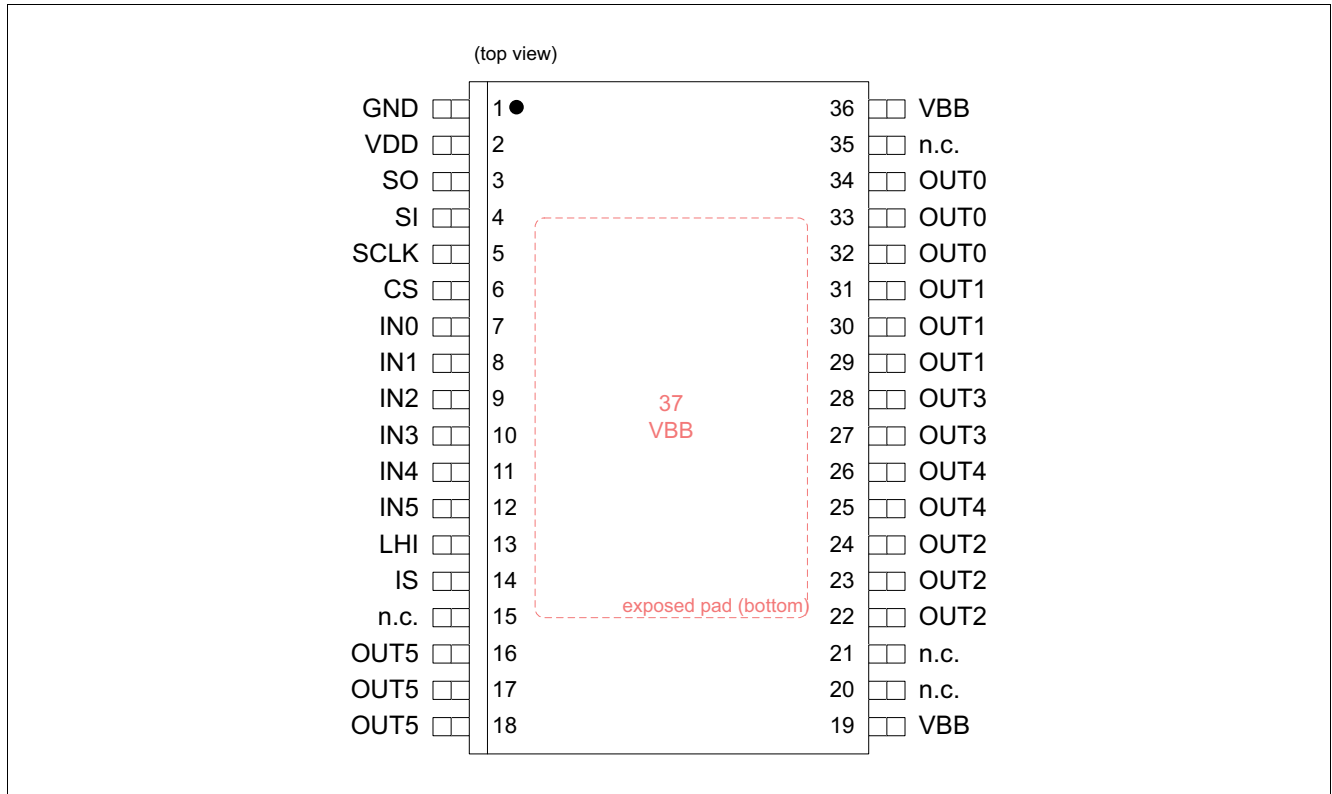 (top view)
GND 1 36 VBB
VDD 2 35 n.c.
SO 3 34 OUT0
SI 4 33 OUT0
SCLK 5 32 OUT0
CS 6 31 OUT1
IN0 7 30 OUT1
IN1 8 29 OUT1
IN2 9 28 OUT3
IN3 10 27 OUT3
IN4 11 26 OUT4
IN5 12 25 OUT4
LHI 13 24 OUT2
IS 14 23 OUT2
n.c. 15 22 OUT2
OUT5 16 21 n.c.
OUT5 17 20 n.c.
OUT5 18 19 VBB
37
VBB
exposed pad (bottom)